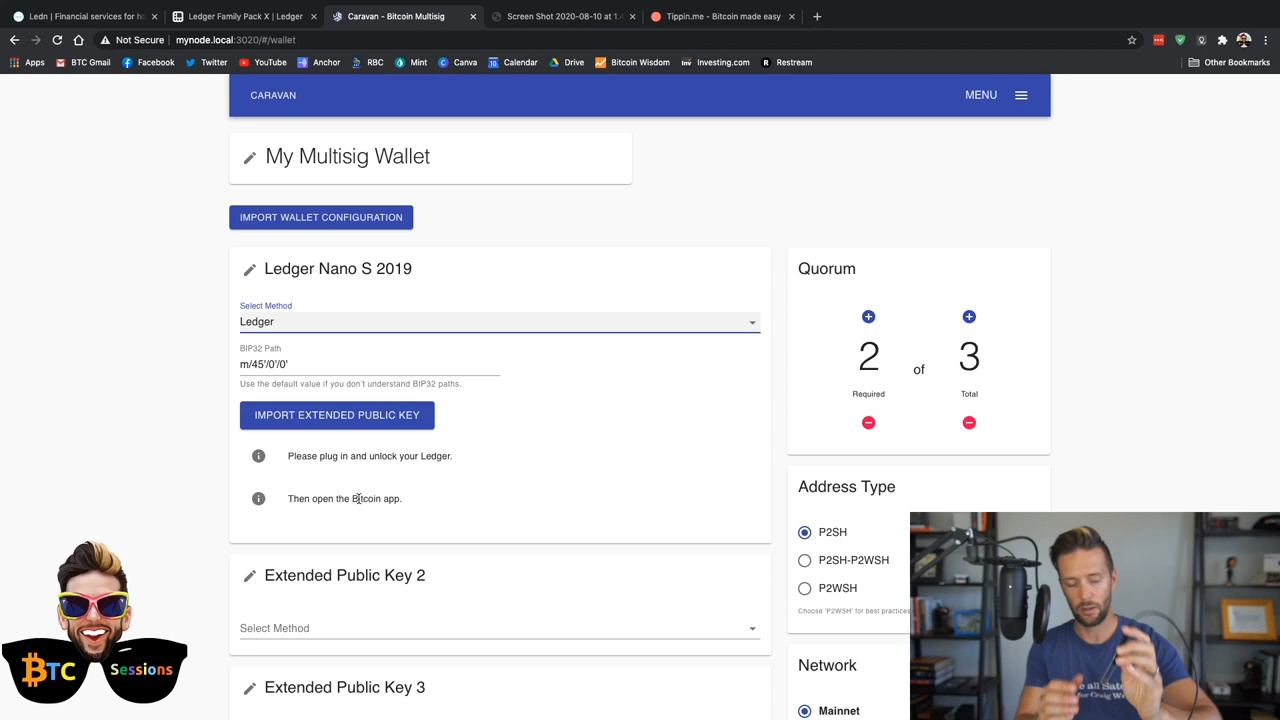 Ledn | Financial services for ho
Ledger Family Pack X | Ledger
Caravan - Bitcoin Multisig
Screen Shot 2020-08-10 at 1.4
Tippin.me - Bitcoin made easy
Not Secure | mynode.local:3020/#/wallet
Apps
BTC Gmail
Facebook
Twitter
YouTube
Anchor
RBC
Mint
Canva
Calendar
Drive
Bitcoin Wisdom
Investing.com
Restream
Other Bookmarks
CARAVAN
MENU
My Multisig Wallet
IMPORT WALLET CONFIGURATION
Ledger Nano S 2019
Select Method
Ledger
BIP32 Path
m/45'/0'/0'
Use the default value if you don't understand BIP32 paths.
IMPORT EXTENDED PUBLIC KEY
Please plug in and unlock your Ledger.
Then open the Bitcoin app.
Extended Public Key 2
Select Method
Extended Public Key 3
Quorum
2 of 3
Required
Total
Address Type
P2SH
P2SH-P2WSH
P2WSH
Choose 'P2WSH' for best practices
Network
Mainnet
BTC Sessions